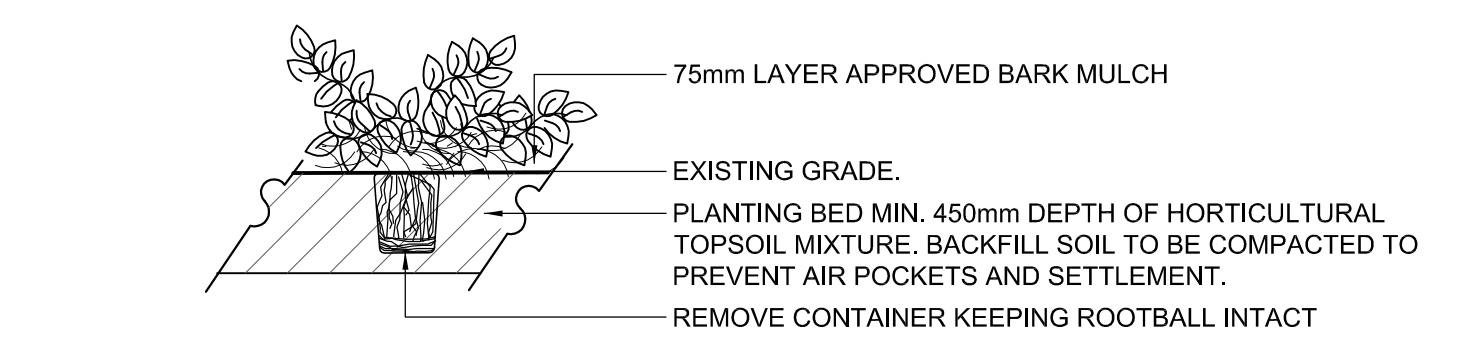 75mm LAYER APPROVED BARK MULCH
EXISTING GRADE.
PLANTING BED MIN. 450mm DEPTH OF HORTICULTURAL
TOPSOIL MIXTURE. BACKFILL SOIL TO BE COMPACTED TO
PREVENT AIR POCKETS AND SETTLEMENT.
REMOVE CONTAINER KEEPING ROOTBALL INTACT